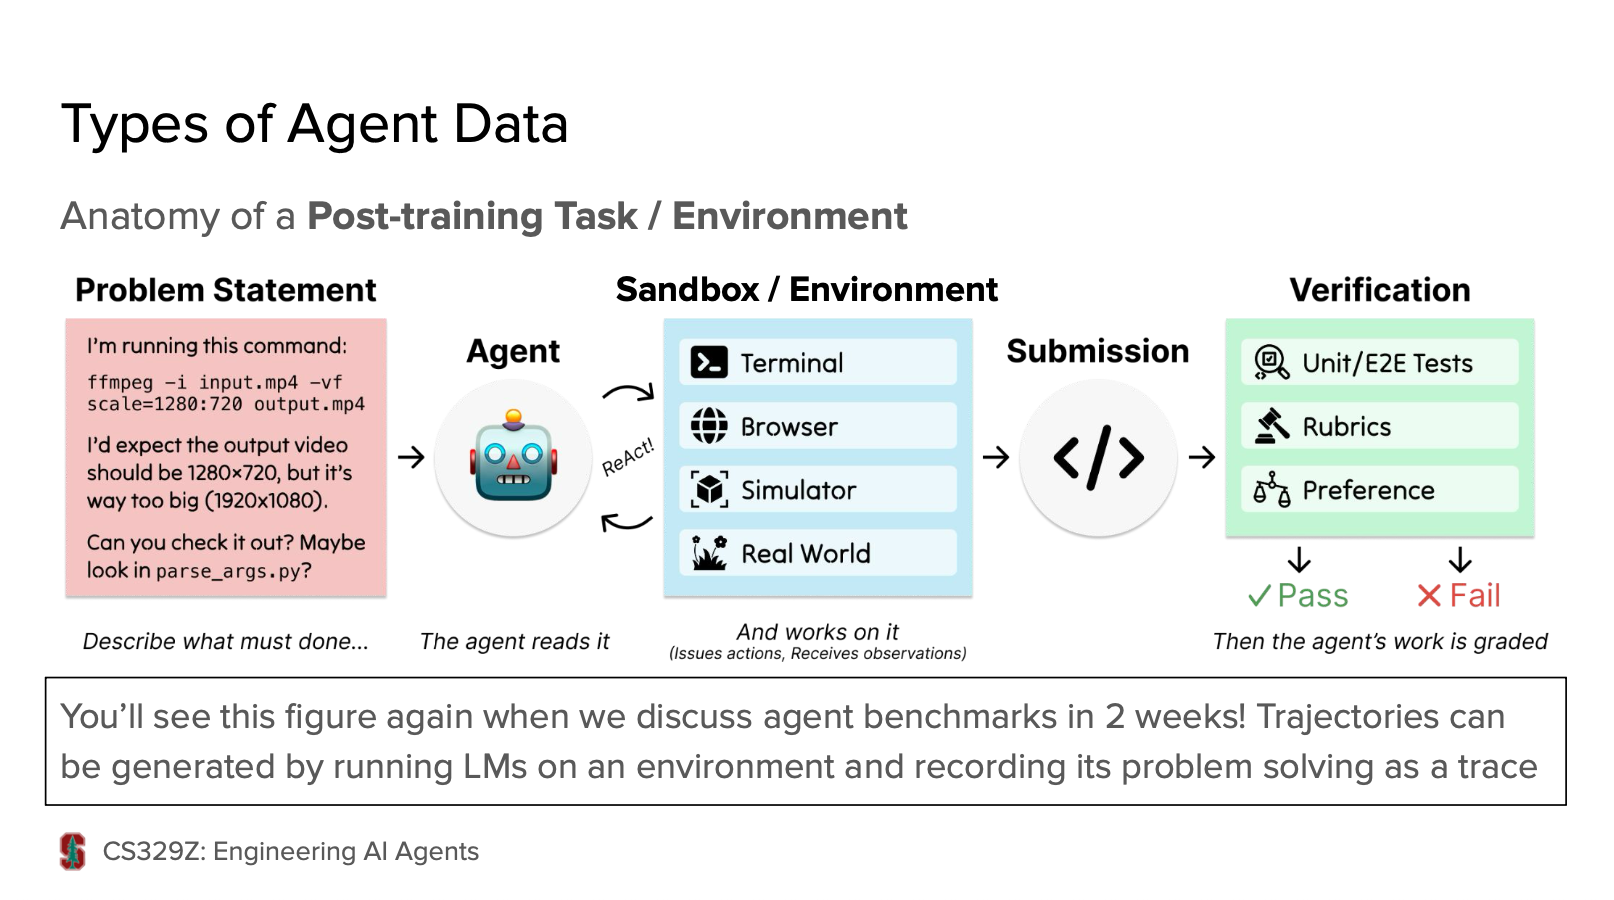 Types of Agent Data
Anatomy of a Post-training Task / Environment
Problem Statement
I'm running this command:
ffmpeg -i input.mp4 -vf
scale=1280:720 output.mp4
I'd expect the output video
should be 1280×720, but it's
way too big (1920x1080).
Can you check it out? Maybe
look in parse_args.py?
Describe what must done...
Agent
The agent reads it
ReAct!
Sandbox / Environment
Terminal
Browser
Simulator
Real World
And works on it
(Issues actions, Receives observations)
Submission
</>
Verification
Unit/E2E Tests
Rubrics
Preference
✓ Pass
✕ Fail
Then the agent's work is graded
You'll see this figure again when we discuss agent benchmarks in 2 weeks! Trajectories can
be generated by running LMs on an environment and recording its problem solving as a trace
S
CS329Z: Engineering AI Agents